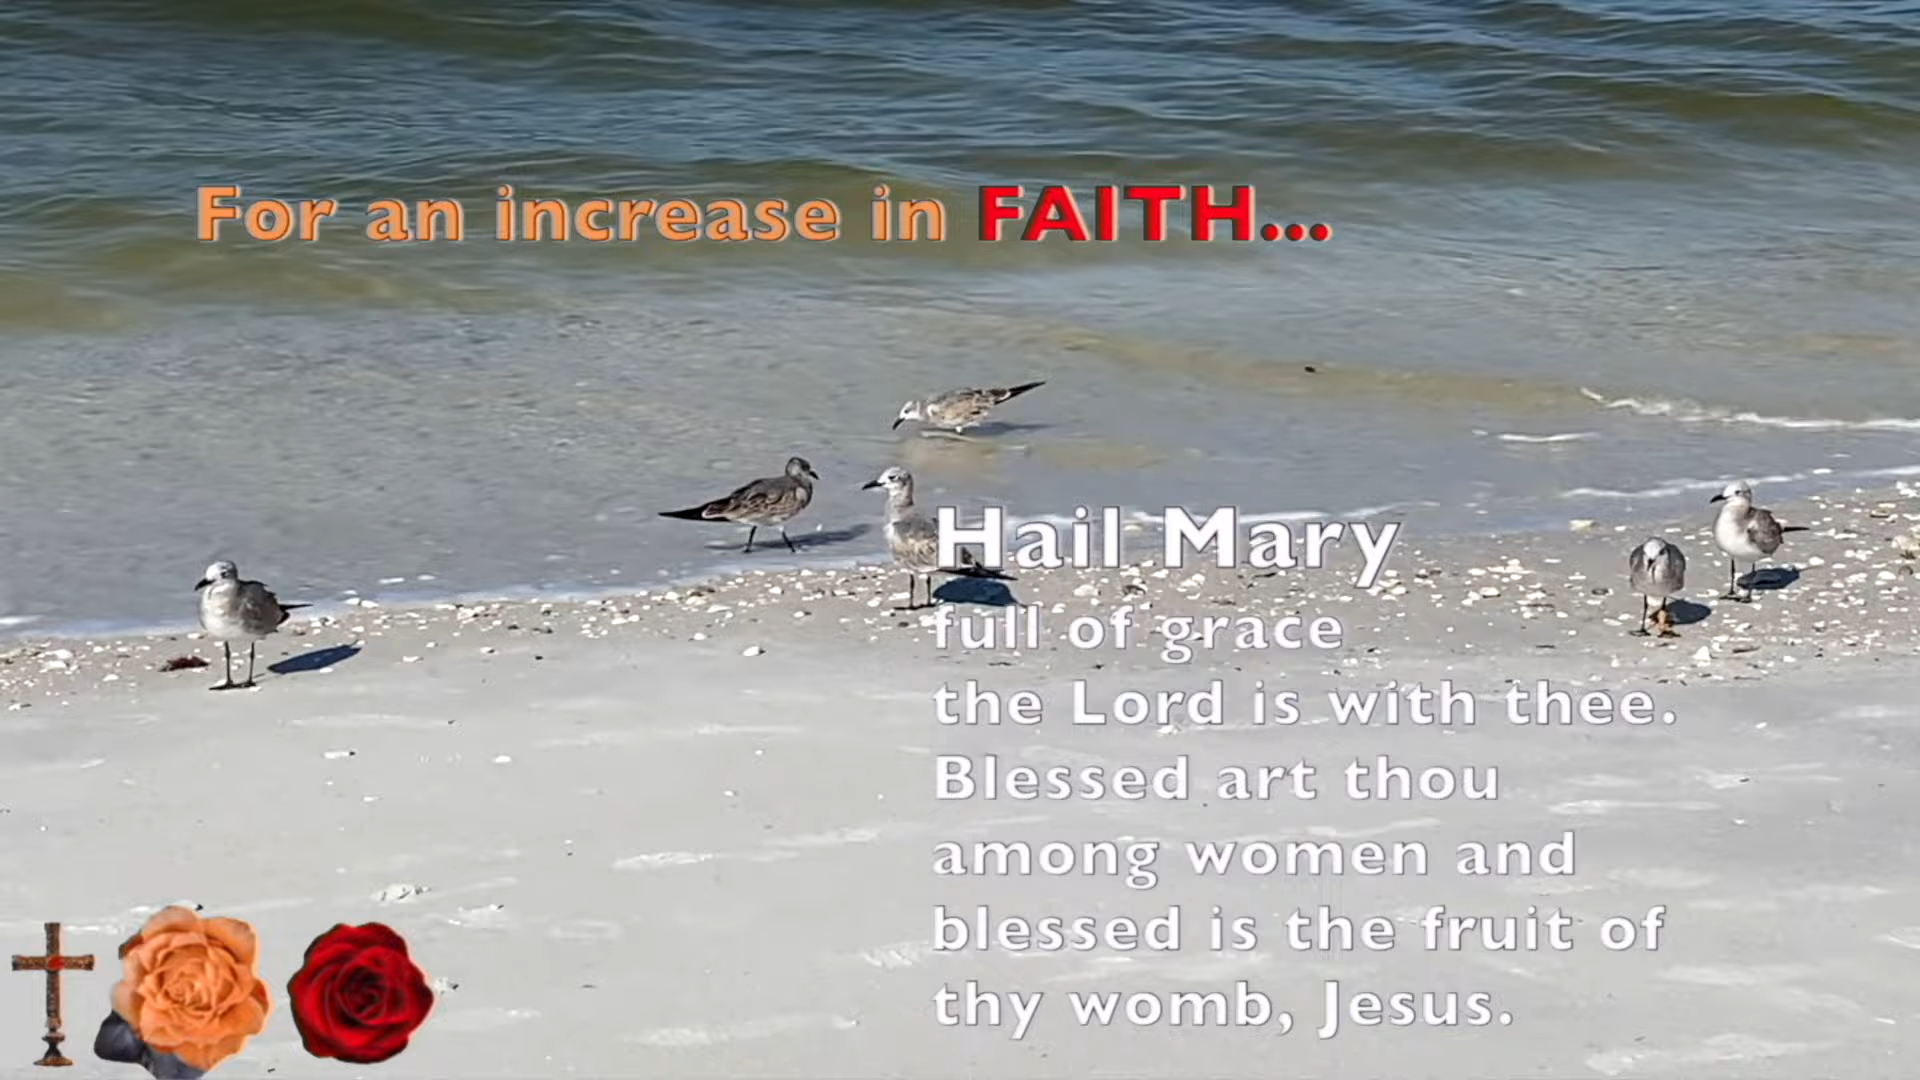 For an increase in FAITH...
Hail Mary
full of grace
the Lord is with thee.
Blessed art thou
among women and
blessed is the fruit of
thy womb, Jesus.